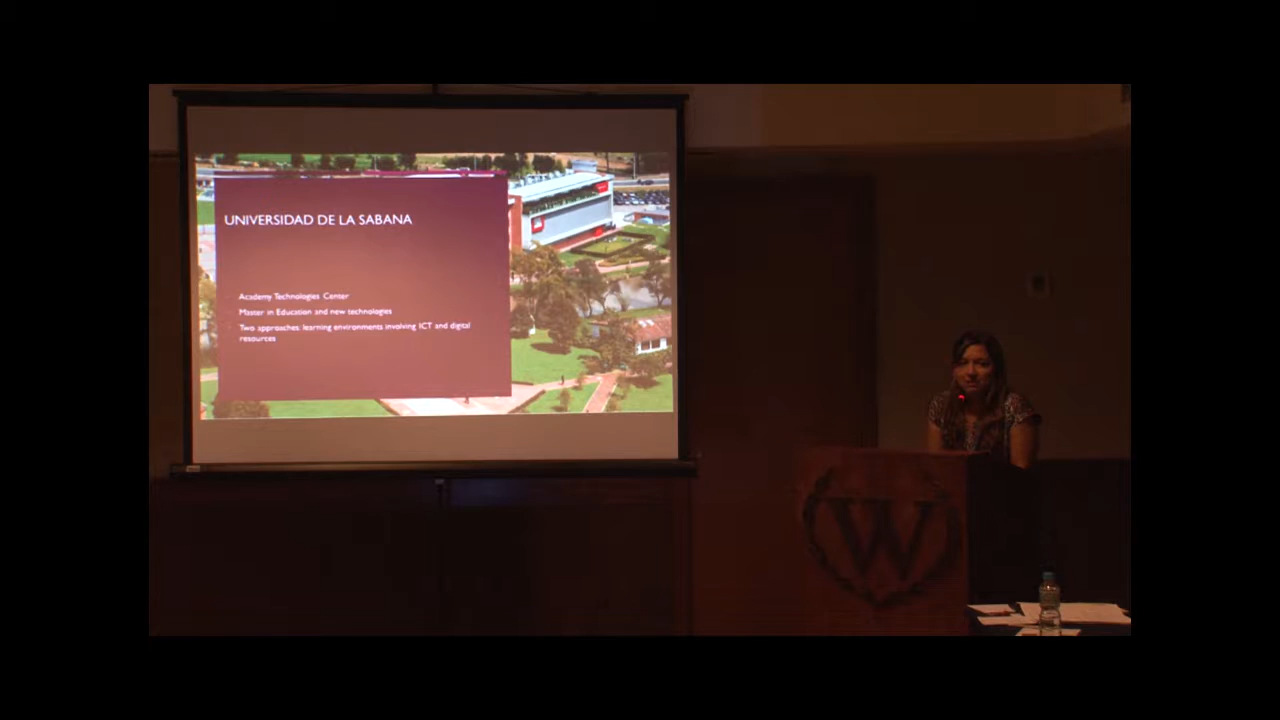 UNIVERSIDAD DE LA SABANA
Academy Technologies Center
Master in Education and new technologies
Two approaches: learning environments involving ICT and digital
resources
W